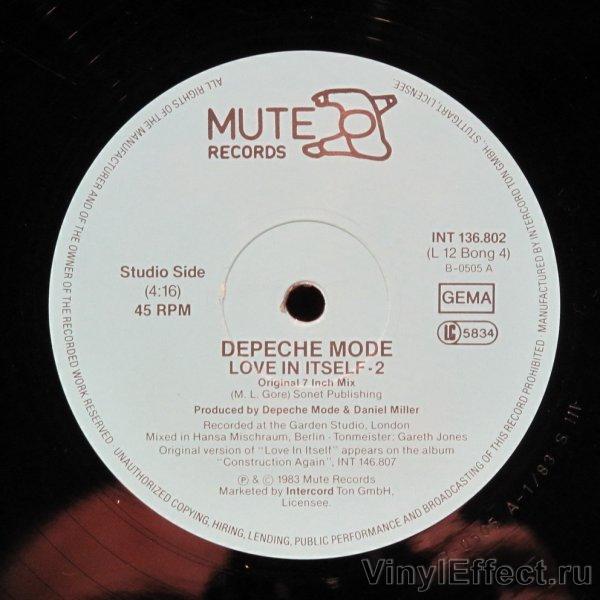 MUTE
RECORDS
INT 136.802
(L 12 Bong 4)
B-0505 A
Studio Side
(4:16)
45 RPM
GEMA
LC 5834
DEPECHE MODE
LOVE IN ITSELF·2
Original 7 Inch Mix
(M. L. Gore) Sonet Publishing
Produced by Depeche Mode & Daniel Miller
Recorded at the Garden Studio, London
Mixed in Hansa Mischraum, Berlin - Tonmeister: Gareth Jones
Original version of "Love In Itself" appears on the album
"Construction Again", INT 146.807
Ⓟ & © 1983 Mute Records
Marketed by Intercord Ton GmbH,
Licensee.
ALL RIGHTS OF THE MANUFACTURER AND OF THE OWNER OF THE RECORDED WORK RESERVED · UNAUTHORIZED COPYING, HIRING, LENDING, PUBLIC PERFORMANCE AND BROADCASTING OF THIS RECORD PROHIBITED · MANUFACTURED BY INTERCORD TON GMBH, STUTTGART, LICENSEE.
A-1/83 S
VinylEffect.ru